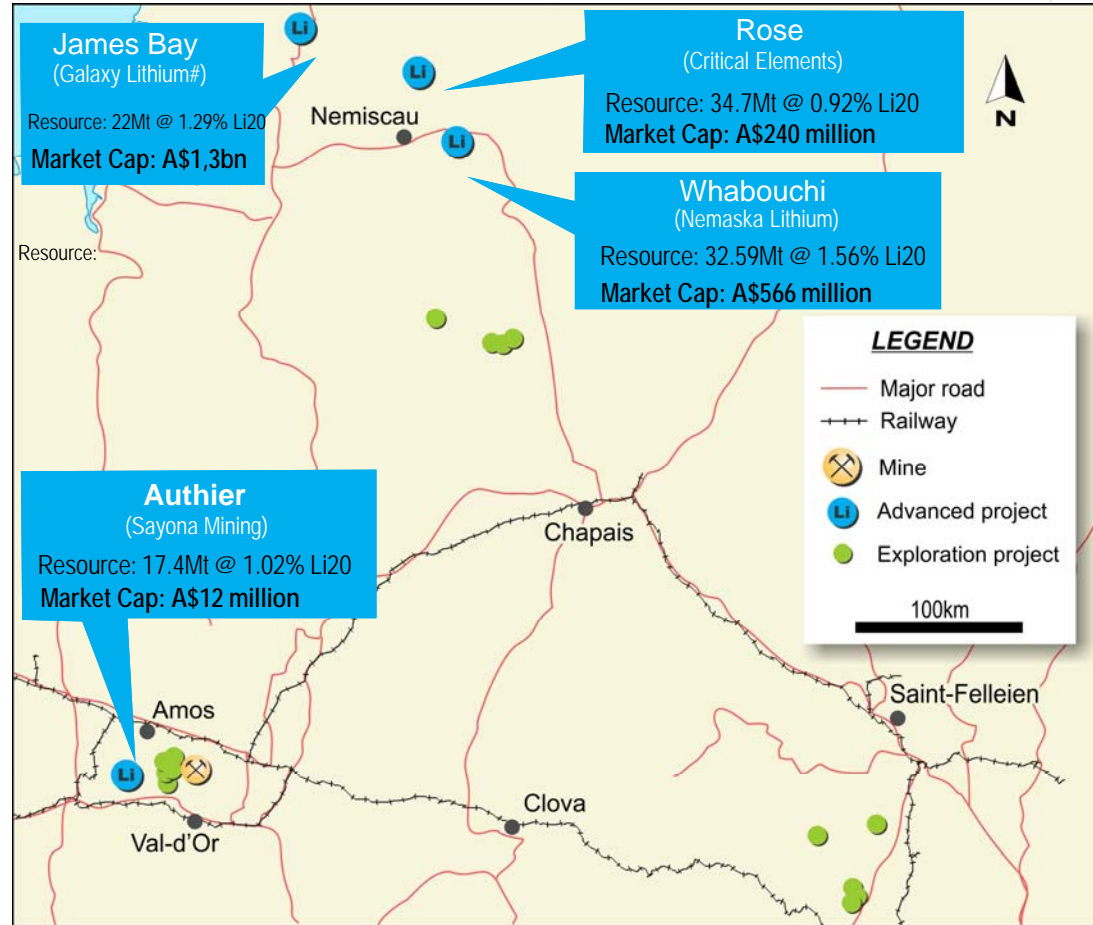 James Bay
(Galaxy Lithium#)
Resource: 22Mt @ 1.29% Li20
Market Cap: A$1,3bn
Li
Rose
(Critical Elements)
Resource: 34.7Mt @ 0.92% Li20
Market Cap: A$240 million
Li
N
Nemiscau
Li
Whabouchi
(Nemaska Lithium)
Resource: 32.59Mt @ 1.56% Li20
Market Cap: A$566 million
Resource:
LEGEND
Major road
Railway
Mine
Li Advanced project
Exploration project
100km
Authier
(Sayona Mining)
Resource: 17.4Mt @ 1.02% Li20
Market Cap: A$12 million
Chapais
Saint-Felleien
Amos
Li
Val-d'Or
Clova